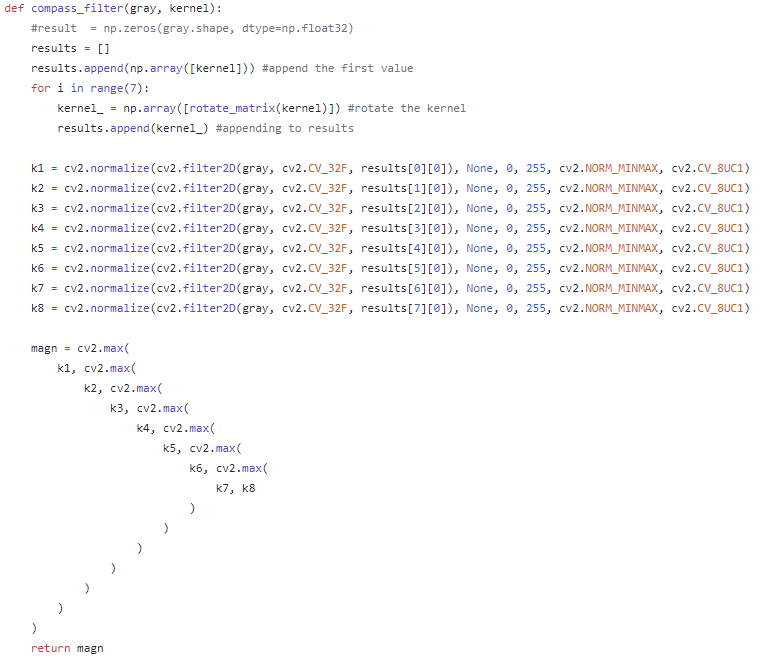 def compass_filter(gray, kernel):
    #result  = np.zeros(gray.shape, dtype=np.float32)
    results = []
    results.append(np.array([kernel])) #append the first value
    for i in range(7):
        kernel_ = np.array([rotate_matrix(kernel)]) #rotate the kernel
        results.append(kernel_) #appending to results

    k1 = cv2.normalize(cv2.filter2D(gray, cv2.CV_32F, results[0][0]), None, 0, 255, cv2.NORM_MINMAX, cv2.CV_8UC1)
    k2 = cv2.normalize(cv2.filter2D(gray, cv2.CV_32F, results[1][0]), None, 0, 255, cv2.NORM_MINMAX, cv2.CV_8UC1)
    k3 = cv2.normalize(cv2.filter2D(gray, cv2.CV_32F, results[2][0]), None, 0, 255, cv2.NORM_MINMAX, cv2.CV_8UC1)
    k4 = cv2.normalize(cv2.filter2D(gray, cv2.CV_32F, results[3][0]), None, 0, 255, cv2.NORM_MINMAX, cv2.CV_8UC1)
    k5 = cv2.normalize(cv2.filter2D(gray, cv2.CV_32F, results[4][0]), None, 0, 255, cv2.NORM_MINMAX, cv2.CV_8UC1)
    k6 = cv2.normalize(cv2.filter2D(gray, cv2.CV_32F, results[5][0]), None, 0, 255, cv2.NORM_MINMAX, cv2.CV_8UC1)
    k7 = cv2.normalize(cv2.filter2D(gray, cv2.CV_32F, results[6][0]), None, 0, 255, cv2.NORM_MINMAX, cv2.CV_8UC1)
    k8 = cv2.normalize(cv2.filter2D(gray, cv2.CV_32F, results[7][0]), None, 0, 255, cv2.NORM_MINMAX, cv2.CV_8UC1)

    magn = cv2.max(
        k1, cv2.max(
            k2, cv2.max(
                k3, cv2.max(
                    k4, cv2.max(
                        k5, cv2.max(
                            k6, cv2.max(
                                k7, k8
                            )
                        )
                    )
                )
            )
        )
    )
    return magn